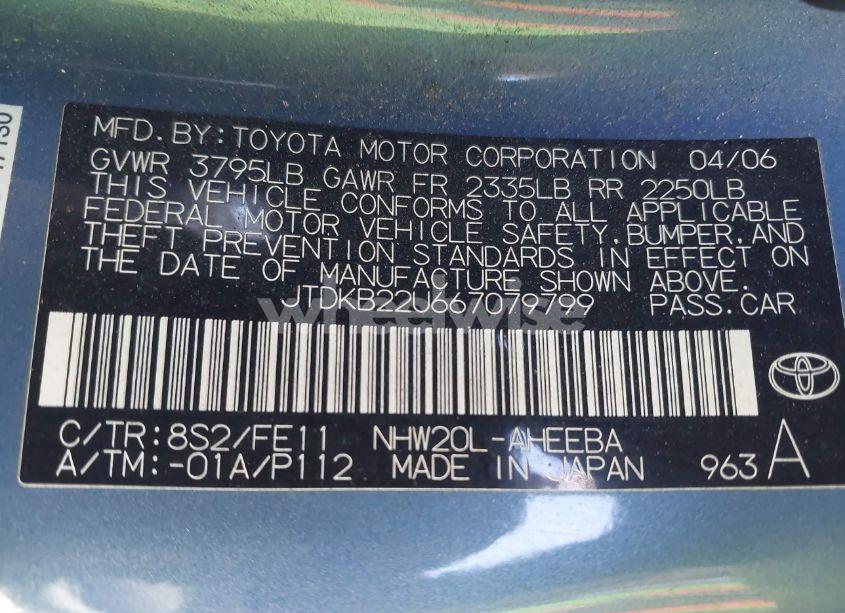 MFD. BY: TOYOTA MOTOR CORPORATION 04/06
GVWR 3795LB GAWR FR 2335LB RR 2250LB
THIS VEHICLE CONFORMS TO ALL APPLICABLE
FEDERAL MOTOR VEHICLE SAFETY, BUMPER, AND
THEFT PREVENTION STANDARDS IN EFFECT ON
THE DATE OF MANUFACTURE SHOWN ABOVE.
JTDKB22U667079799 PASS.CAR
wheelwise
C/TR: 8S2/FE11 NHW20L-AHEEBA
A/TM: -01A/P112 MADE IN JAPAN 963 A